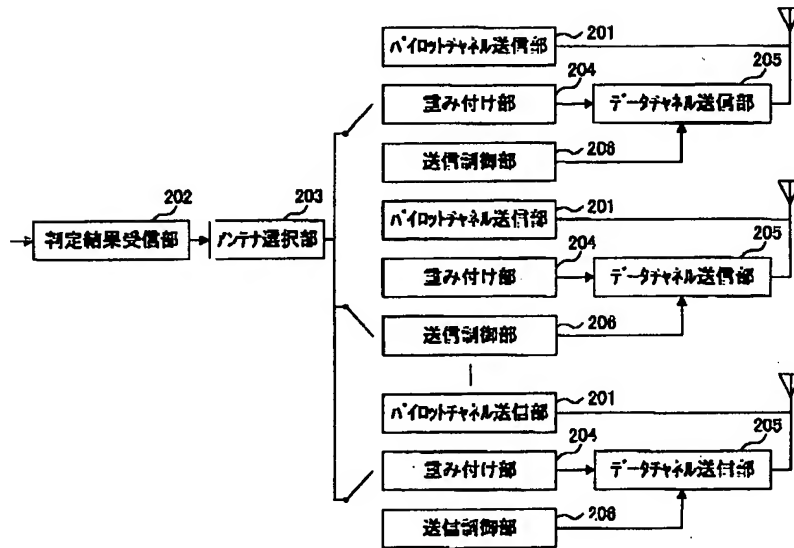 パイロットチャネル送信部 201
204
205
重み付け部
データチャネル送信部
送信制御部 206
202
203
パイロットチャネル送信部 201
判定結果受信部
アンテナ選択部
204
205
重み付け部
データチャネル送信部
送信制御部 206
パイロットチャネル送信部 201
204
205
重み付け部
データチャネル送信部
送信制御部 206